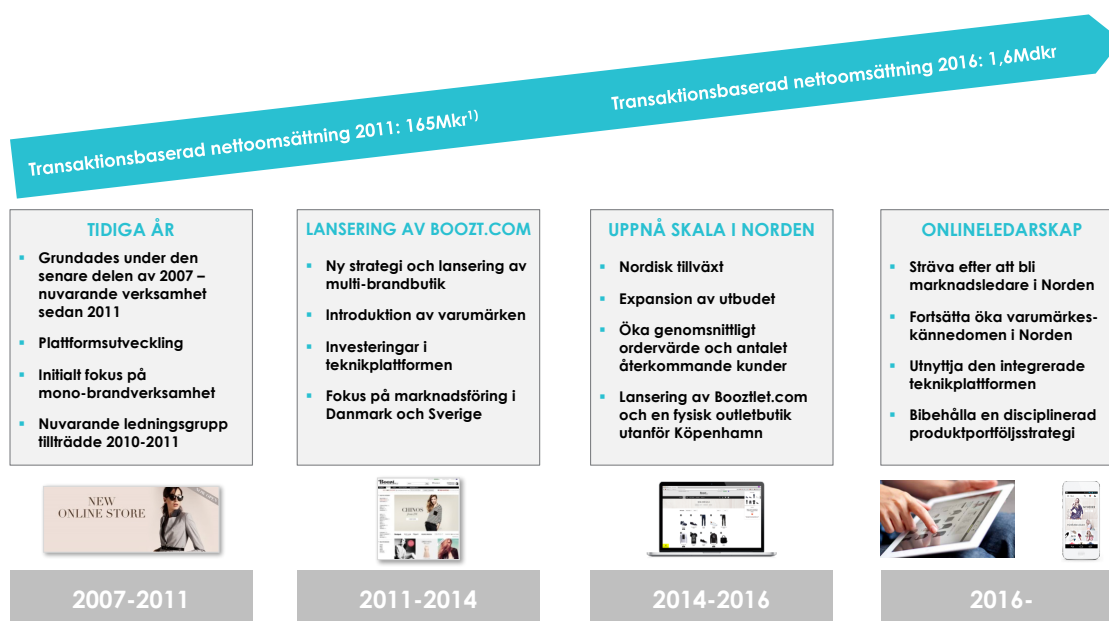 Transaktionsbaserad nettoomsättning 2011: 165Mkr¹⁾
Transaktionsbaserad nettoomsättning 2016: 1,6Mdkr
TIDIGA ÅR
▪ Grundades under den
senare delen av 2007 –
nuvarande verksamhet
sedan 2011
▪ Plattformsutveckling
▪ Initialt fokus på
mono-brandverksamhet
▪ Nuvarande ledningsgrupp
tillträdde 2010-2011
LANSERING AV BOOZT.COM
▪ Ny strategi och lansering av
multi-brandbutik
▪ Introduktion av varumärken
▪ Investeringar i
teknikplattformen
▪ Fokus på marknadsföring i
Danmark och Sverige
UPPNÅ SKALA I NORDEN
▪ Nordisk tillväxt
▪ Expansion av utbudet
▪ Öka genomsnittligt
ordervärde och antalet
återkommande kunder
▪ Lansering av Booztlet.com
och en fysisk outletbutik
utanför Köpenhamn
ONLINELEDARSKAP
▪ Sträva efter att bli
marknadsledare i Norden
▪ Fortsätta öka varumärkes-
kännedomen i Norden
▪ Utnyttja den integrerade
teknikplattformen
▪ Bibehålla en disciplinerad
produktportföljsstrategi
NEW
ONLINE STORE
CHINOS
2007-2011
2011-2014
2014-2016
2016-